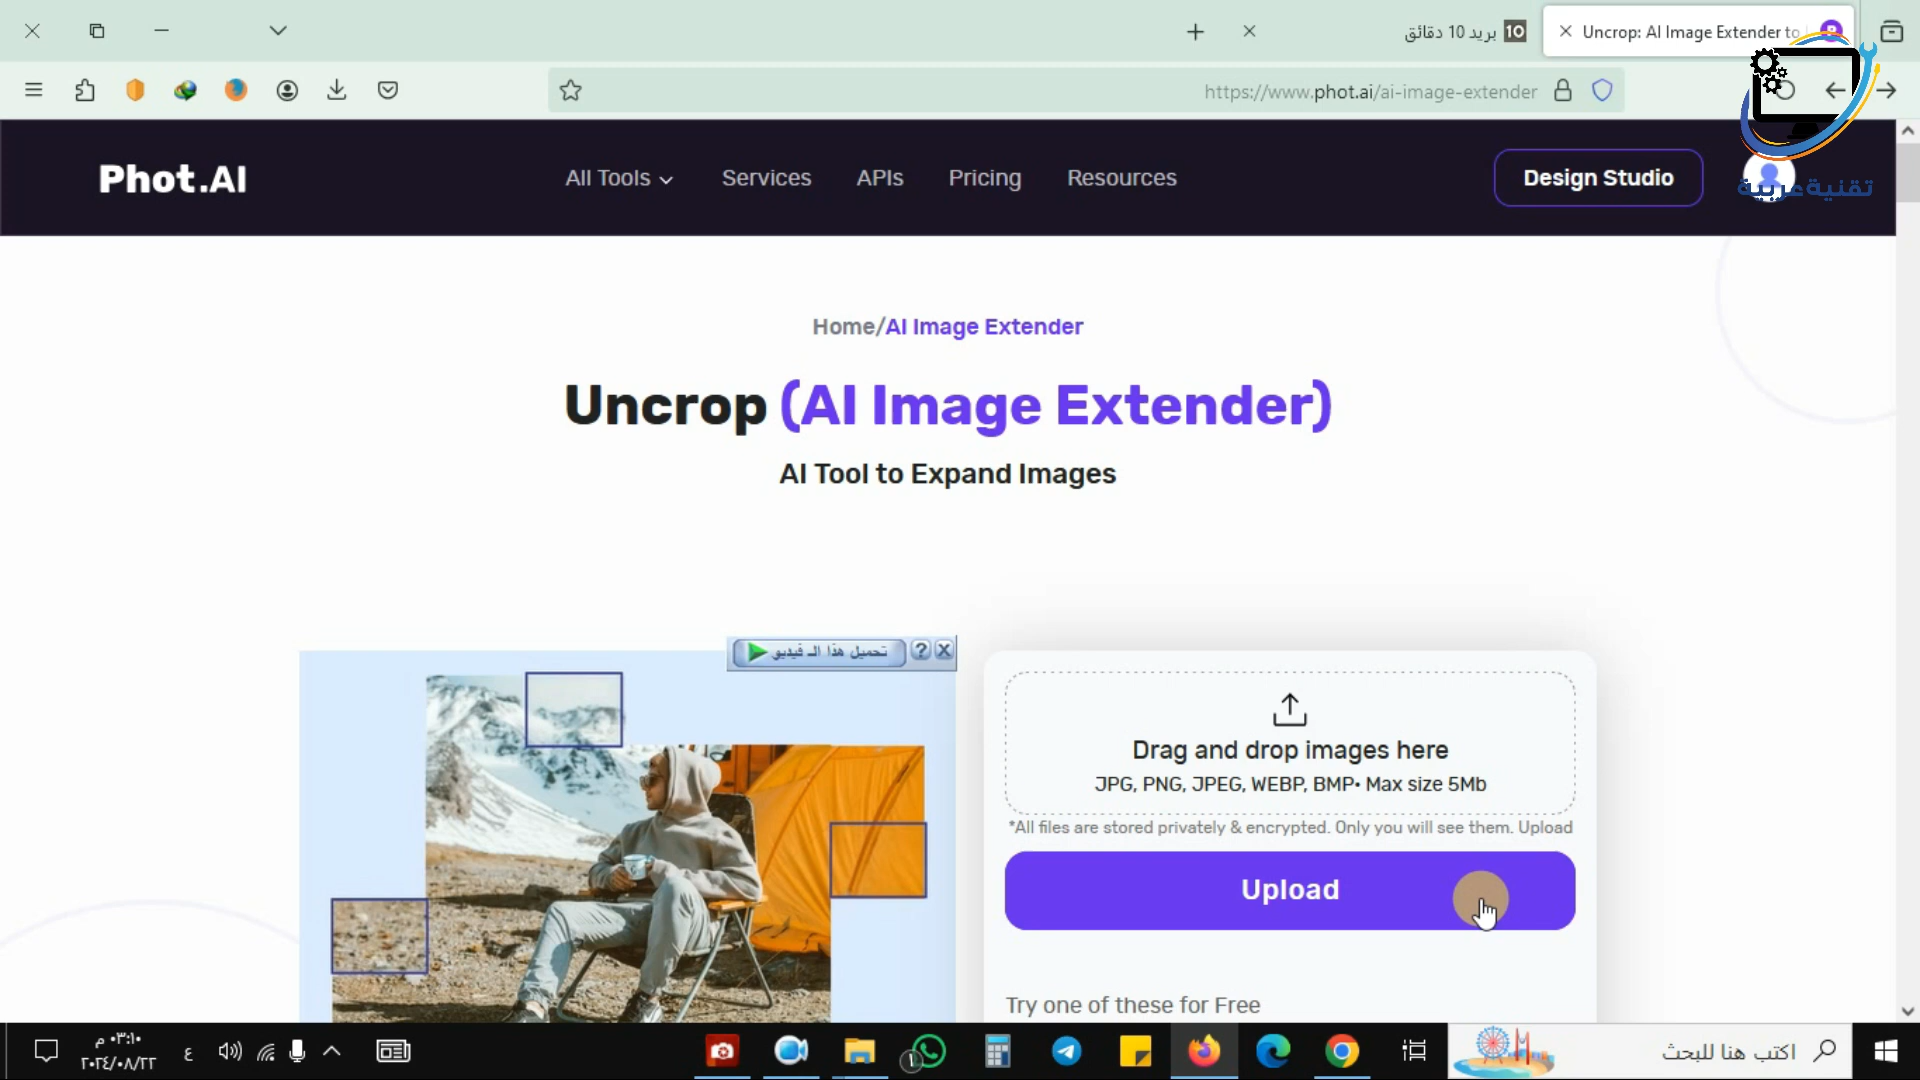 بريد 10 دقائق
10
Uncrop: AI Image Extender to
https://www.phot.ai/ai-image-extender
تقنية عربية
Phot.AI
All Tools
Services
APIs
Pricing
Resources
Design Studio
Home/AI Image Extender
Uncrop (AI Image Extender)
AI Tool to Expand Images
تحميل هذا الـ فيديو
?
Drag and drop images here
JPG, PNG, JPEG, WEBP, BMP• Max size 5Mb
*All files are stored privately & encrypted. Only you will see them. Upload
Upload
Try one of these for Free
٠٣:١٠ م
٢٠٢٤/٠٨/٢٢
ع
١
اكتب هنا للبحث